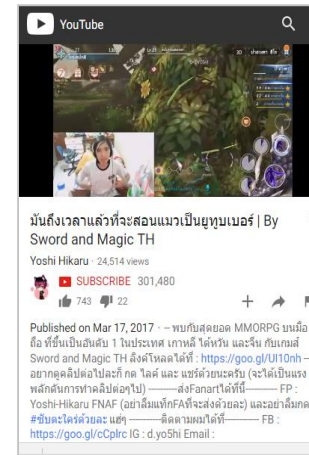 YouTube
มันถึงเวลาแล้วที่จะสอนแมวเป็นยูทูบเบอร์ | By
Sword and Magic TH
Yoshi Hikaru · 24,514 views
SUBSCRIBE 301,480
743 22
Published on Mar 17, 2017 · -- พบกับสุดยอด MMORPG บนมือ
ถือ ที่ขึ้นเป็นอันดับ 1 ในประเทศ เกาหลี ไต้หวัน และจีน กับเกมส์
Sword and Magic TH ลิงค์โหลดได้ที่ : https://goo.gl/UI10nh --
อยากดูคลิปต่อไปละก็ กด ไลค์ และ แชร์ด้วยนะครับ (จะได้เป็นแรง
พลักดันการทำคลิปต่อๆไป) ----------ส่งFanartได้ที่นี้---------- FP :
Yoshi-Hikaru FNAF (อย่าลืมแท็กFAที่จะส่งด้วยละ) และอย่าลืมกด
#ซับตะไคร่ด้วยละ แฮ่ๆ ----------ติดตามผมได้ที่---------- FB :
https://goo.gl/cCplrc IG : d.yo5hi Email :